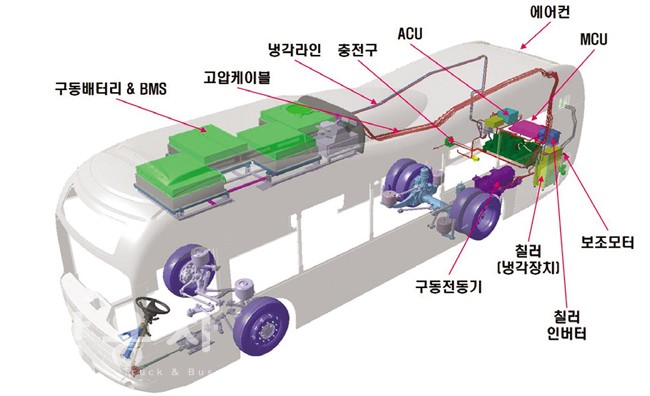 에어컨
ACU
MCU
냉각라인
충전구
고압케이블
구동배터리 & BMS
보조모터
칠러
(냉각장치)
구동전동기
칠러
인버터
uck & Bu